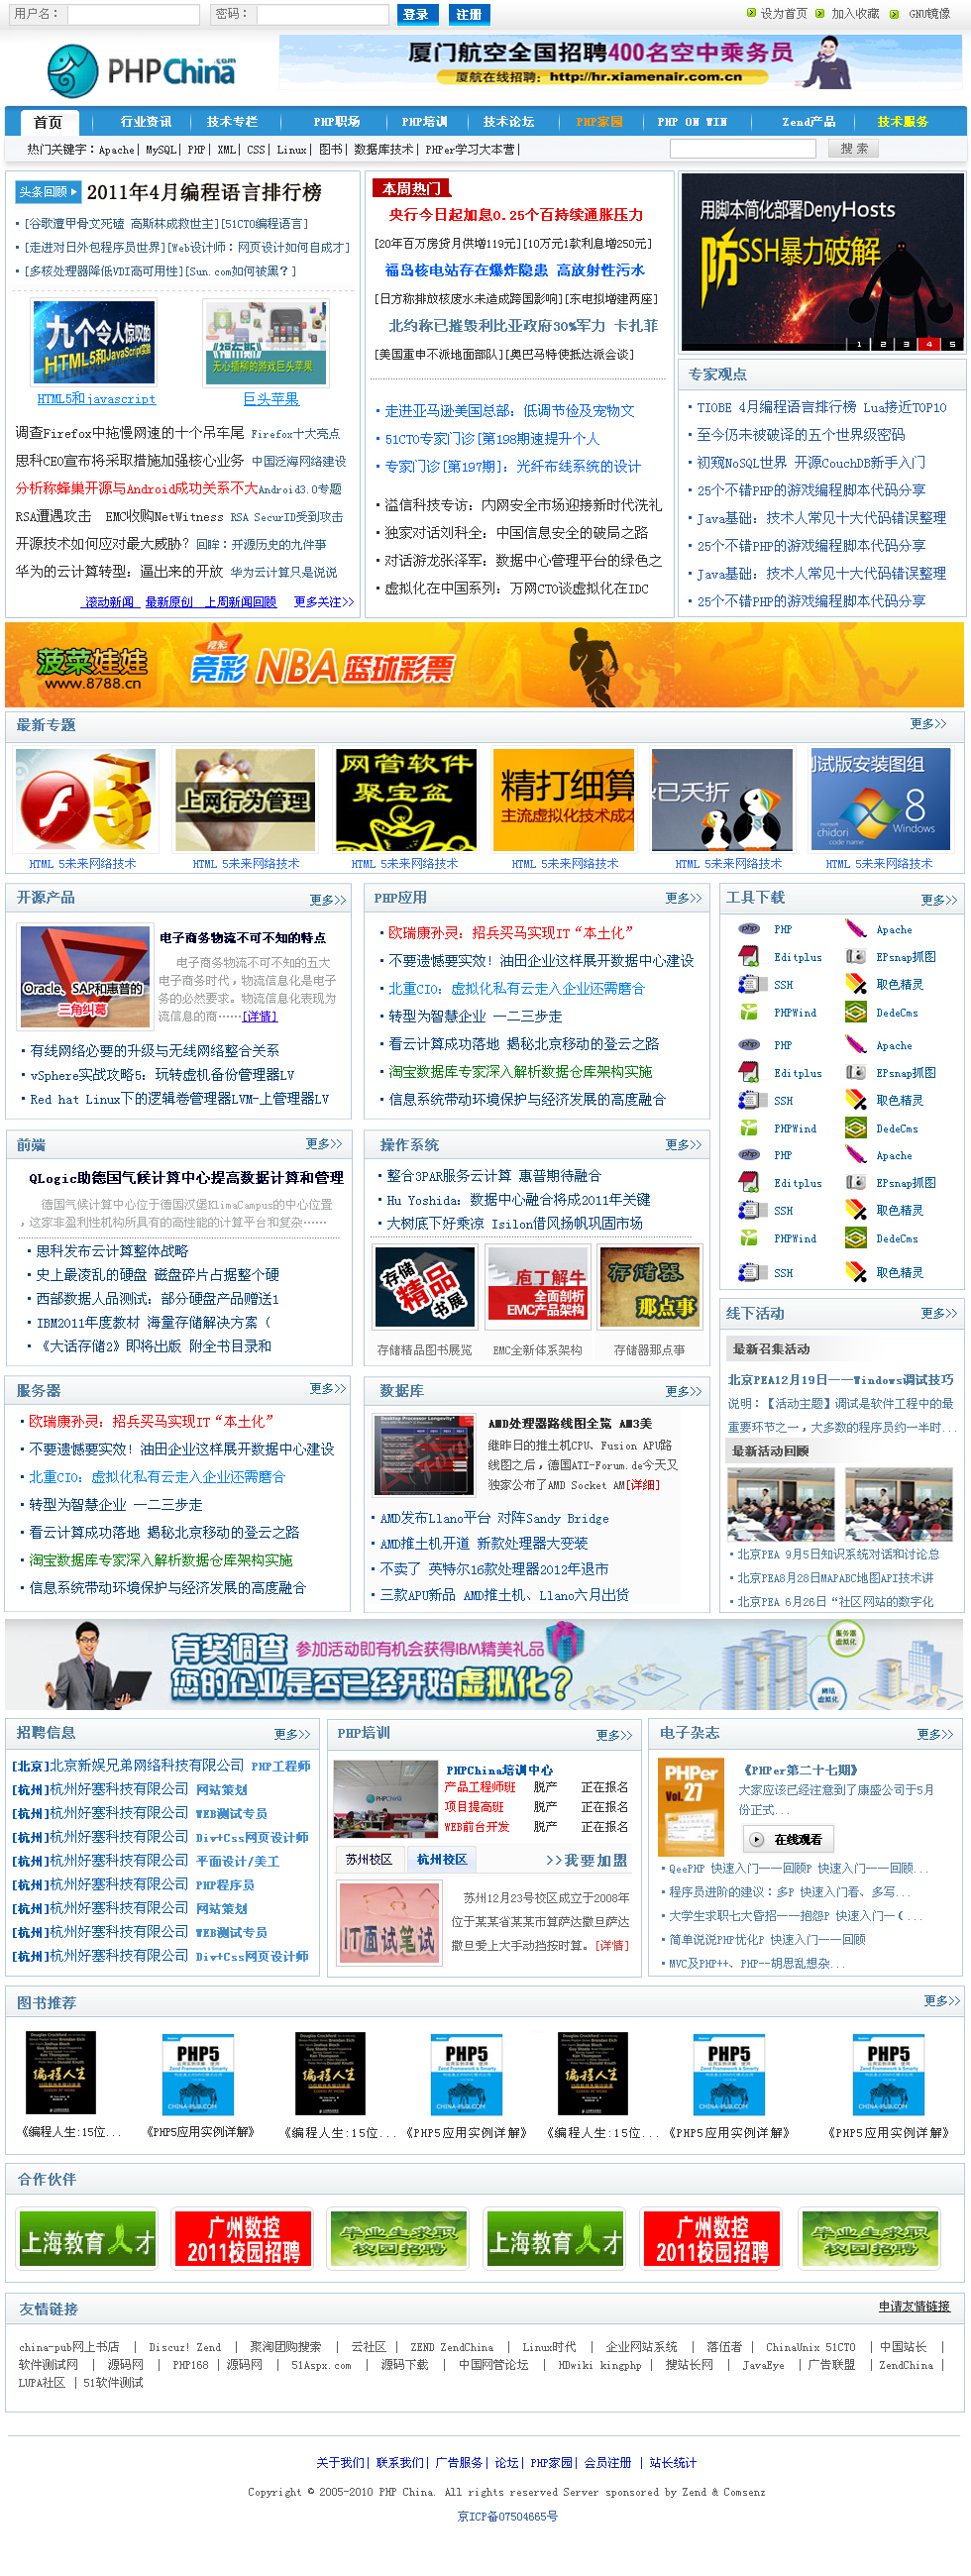 用户名： 密码： 登录 注册 设为首页 加入收藏 GNU镜像
PHPChina
厦门航空全国招聘400名空中乘务员
厦航在线招聘：http://hr.xiamenair.com.cn
首页 行业资讯 技术专栏 PHP职场 PHP培训 技术论坛 PHP家园 PHP ON WIN Zend产品 技术服务
热门关键字：Apache| MySQL| PHP| XML| CSS| Linux| 图书| 数据库技术| PHPer学习大本营| 搜 索
头条回顾 2011年4月编程语言排行榜
[谷歌遭甲骨文死磕 高斯林成救世主][51CTO编程语言]
[走进对日外包程序员世界][Web设计师：网页设计如何自成才]
[多核处理器降低VDI高可用性][Sun.com如何被黑？]
九个令人惊叹的
HTML5和JavaScript实验
《福布斯》
无心插柳的游戏巨头苹果
HTML5和javascript 巨头苹果
调查Firefox中拖慢网速的十个吊车尾 Firefox十大亮点
思科CEO宣布将采取措施加强核心业务 中国泛海网络建设
分析称蜂巢开源与Android成功关系不大Android3.0专题
RSA遭遇攻击 EMC收购NetWitness RSA SecurID受到攻击
开源技术如何应对最大威胁？回眸：开源历史的九件事
华为的云计算转型：逼出来的开放 华为云计算只是说说
滚动新闻 最新原创 上周新闻回顾 更多关注>>
本周热门
央行今日起加息0.25个百持续通胀压力
[20年百万房贷月供增119元][10万元1款利息增250元]
福岛核电站存在爆炸隐患 高放射性污水
[日方称排放核废水未造成跨国影响][东电拟增建两座]
北约称已摧毁利比亚政府30%军力 卡扎菲
[美国重申不派地面部队][奥巴马特使抵达派会谈]
走进亚马逊美国总部：低调节俭及宠物文
51CTO专家门诊[第198期速提升个人
专家门诊[第197期]：光纤布线系统的设计
溢信科技专访：内网安全市场迎接新时代洗礼
独家对话刘科全：中国信息安全的破局之路
对话游龙张泽军：数据中心管理平台的绿色之
虚拟化在中国系列：万网CTO谈虚拟化在IDC
用脚本简化部署DenyHosts
防SSH暴力破解
1 2 3 4 5
专家观点
TIOBE 4月编程语言排行榜 Lua接近TOP10
至今仍未被破译的五个世界级密码
初窥NoSQL世界 开源CouchDB新手入门
25个不错PHP的游戏编程脚本代码分享
Java基础：技术人常见十大代码错误整理
25个不错PHP的游戏编程脚本代码分享
Java基础：技术人常见十大代码错误整理
25个不错PHP的游戏编程脚本代码分享
菠菜娃娃
www.8788.cn
竞彩 NBA 篮球彩票
最新专题 更多>>
5
上网行为管理
网管软件
聚宝盆
精打细算
主流虚拟化技术成本
已夭折
测试版安装图组
Microsoft
chidori
code name
8
Windows
HTML 5未来网络技术 HTML 5未来网络技术 HTML 5未来网络技术 HTML 5未来网络技术 HTML 5未来网络技术 HTML 5未来网络技术
开源产品 更多>>
Oracle、SAP和惠普的
三角纠葛
电子商务物流不可不知的特点
电子商务物流不可不知的五大
电子商务时代，物流信息化是电子
务的必然要求。物流信息化表现为
流信息的商……[详情]
有线网络必要的升级与无线网络整合关系
vSphere实战攻略5：玩转虚机备份管理器LV
Red hat Linux下的逻辑卷管理器LVM-上管理器LV
PHP应用 更多>>
欧瑞康孙灵：招兵买马实现IT“本土化”
不要遗憾要实效！油田企业这样展开数据中心建设
北重CIO：虚拟化私有云走入企业还需磨合
转型为智慧企业 一二三步走
看云计算成功落地 揭秘北京移动的登云之路
淘宝数据库专家深入解析数据仓库架构实施
信息系统带动环境保护与经济发展的高度融合
工具下载 更多>>
PHP Apache
Editplus EPsnap抓图
SSH 取色精灵
PHPWind DedeCms
PHP Apache
Editplus EPsnap抓图
SSH 取色精灵
PHPWind DedeCms
PHP Apache
Editplus EPsnap抓图
SSH 取色精灵
PHPWind DedeCms
SSH 取色精灵
前端 更多>>
QLogic助德国气候计算中心提高数据计算和管理
德国气候计算中心位于德国汉堡KlimaCampus的中心位置
，这家非盈利性机构所具有的高性能的计算平台和复杂……
思科发布云计算整体战略
史上最凌乱的硬盘 磁盘碎片占据整个硬
西部数据人品测试：部分硬盘产品赠送1
IBM2011年度教材 海量存储解决方案（
《大话存储2》即将出版 附全书目录和
操作系统 更多>>
整合3PAR服务云计算 惠普期待融合
Hu Yoshida：数据中心融合将成2011年关键
大树底下好乘凉 Isilon借风扬帆巩固市场
存储
精品
书展
庖丁解牛
全面剖析
EMC产品架构
存储器
那点事
存储精品图书展览 EMC全新体系架构 存储器那点事
线下活动 更多>>
最新召集活动
北京PEA12月19日——Windows调试技巧
说明：【活动主题】调试是软件工程中的最
重要环节之一，大多数的程序员约一半时...
最新活动回顾
北京PEA 9月5日知识系统对话和讨论总
北京PEA8月28日MAPABC地图API技术讲
北京PEA 6月26日“社区网站的数字化
服务器 更多>>
欧瑞康孙灵：招兵买马实现IT“本土化”
不要遗憾要实效！油田企业这样展开数据中心建设
北重CIO：虚拟化私有云走入企业还需磨合
转型为智慧企业 一二三步走
看云计算成功落地 揭秘北京移动的登云之路
淘宝数据库专家深入解析数据仓库架构实施
信息系统带动环境保护与经济发展的高度融合
数据库 更多>>
Desktop Processor Longevity
AMD处理器路线图全览 AM3美
继昨日的推土机CPU、Fusion APU路
线图之后，德国ATI-Forum.de今天又
独家公布了AMD Socket AM[详细]
AMD发布Llano平台 对阵Sandy Bridge
AMD推土机开道 新款处理器大变装
不卖了 英特尔16款处理器2012年退市
三款APU新品 AMD推土机、Llano六月出货
有奖调查 参加活动即有机会获得IBM精美礼品
您的企业是否已经开始虚拟化？
服务器
虚拟化
网络
虚拟化
招聘信息 更多>>
[北京]北京新娱兄弟网络科技有限公司 PHP工程师
[杭州]杭州好塞科技有限公司 网站策划
[杭州]杭州好塞科技有限公司 WEB测试专员
[杭州]杭州好塞科技有限公司 Div+Css网页设计师
[杭州]杭州好塞科技有限公司 平面设计/美工
[杭州]杭州好塞科技有限公司 PHP程序员
[杭州]杭州好塞科技有限公司 网站策划
[杭州]杭州好塞科技有限公司 WEB测试专员
[杭州]杭州好塞科技有限公司 Div+Css网页设计师
PHP培训 更多>>
PHPChina
PHPChina培训中心
产品工程师班 脱产 正在报名
项目提高班 脱产 正在报名
WEB前台开发 脱产 正在报名
苏州校区 杭州校区 >>我要加盟
IT面试笔试
苏州12月23号校区成立于2008年
位于某某省某某市算萨达撒旦萨达
撒旦爱上大手动挡按时算。[详情]
电子杂志 更多>>
PHPer
Vol.27
《PHPer第二十七期》
大家应该已经注意到了康盛公司于5月
份正式...
在线观看
QeePHP 快速入门——回顾P 快速入门——回顾...
程序员进阶的建议：多P 快速入门看、多写...
大学生求职七大昏招——抱怨P 快速入门—（...
简单说说PHP优化P 快速入门——回顾
MVC及PHP++、PHP--胡思乱想杂...
图书推荐 更多>>
编程人生 PHP5 编程人生 PHP5 编程人生 PHP5 PHP5
《编程人生:15位... 《PHP5应用实例详解》 《编程人生:15位... 《PHP5应用实例详解》 《编程人生:15位... 《PHP5应用实例详解》 《PHP5应用实例详解》
合作伙伴
上海教育人才
广州数控
2011校园招聘
毕业生求职
校园招聘
上海教育人才
广州数控
2011校园招聘
毕业生求职
校园招聘
友情链接 申请友情链接
china-pub网上书店 | Discuz! Zend | 聚淘团购搜索 | 云社区 | ZEND ZendChina | Linux时代 | 企业网站系统 | 落伍者 | ChinaUnix 51CTO | 中国站长 |
软件测试网 | 源码网 | PHP168 | 源码网 | 51Aspx.com | 源码下载 | 中国网管论坛 | HDwiki kingphp | 搜站长网 | JavaEye | 广告联盟 | ZendChina |
LUPA社区 | 51软件测试
关于我们| 联系我们| 广告服务| 论坛| PHP家园| 会员注册 | 站长统计
Copyright © 2005-2010 PHP China. All rights reserved Server sponsored by Zend & Comsenz
京ICP备07504665号